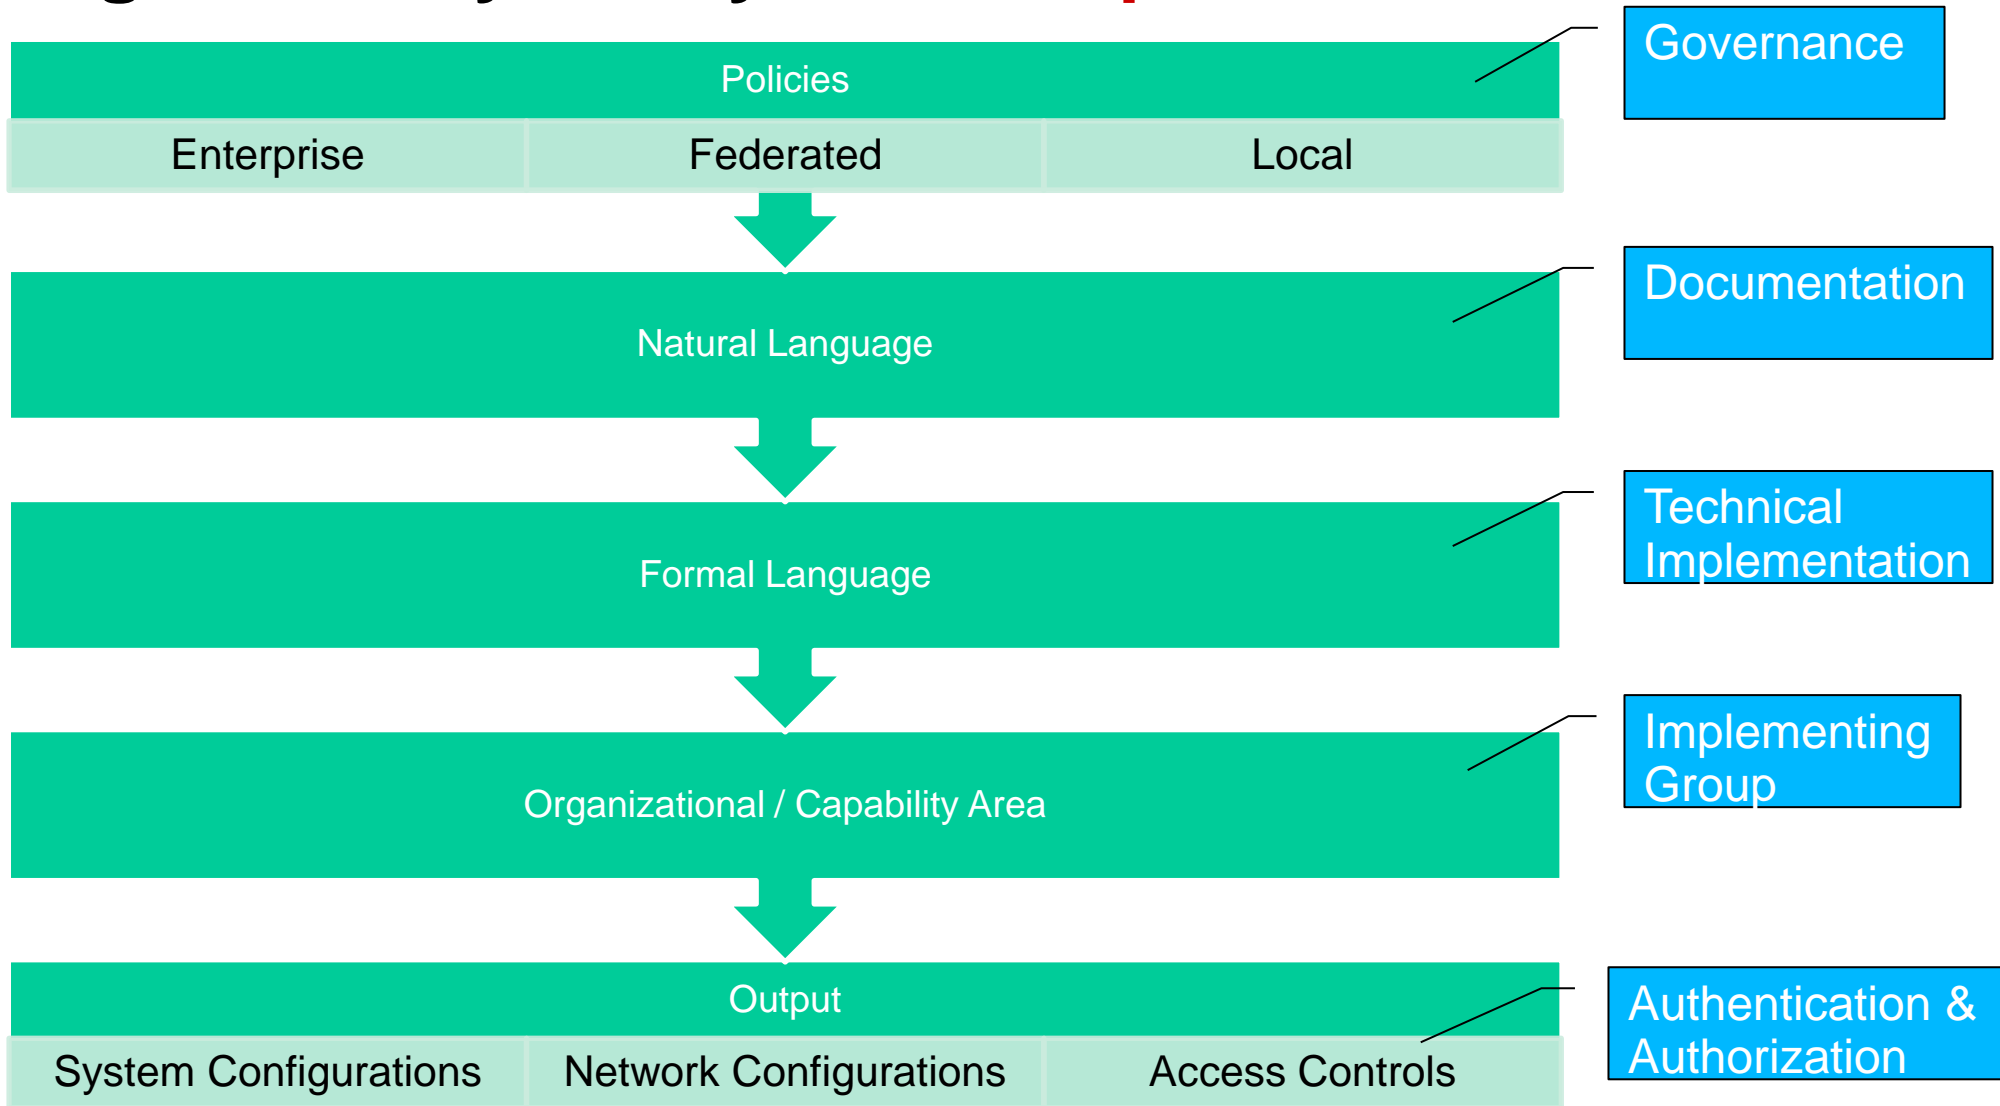 Policies
Governance
Enterprise
Federated
Local
Natural Language
Documentation
Formal Language
Technical
Implementation
Organizational / Capability Area
Implementing
Group
Output
System Configurations
Network Configurations
Access Controls
Authentication &
Authorization